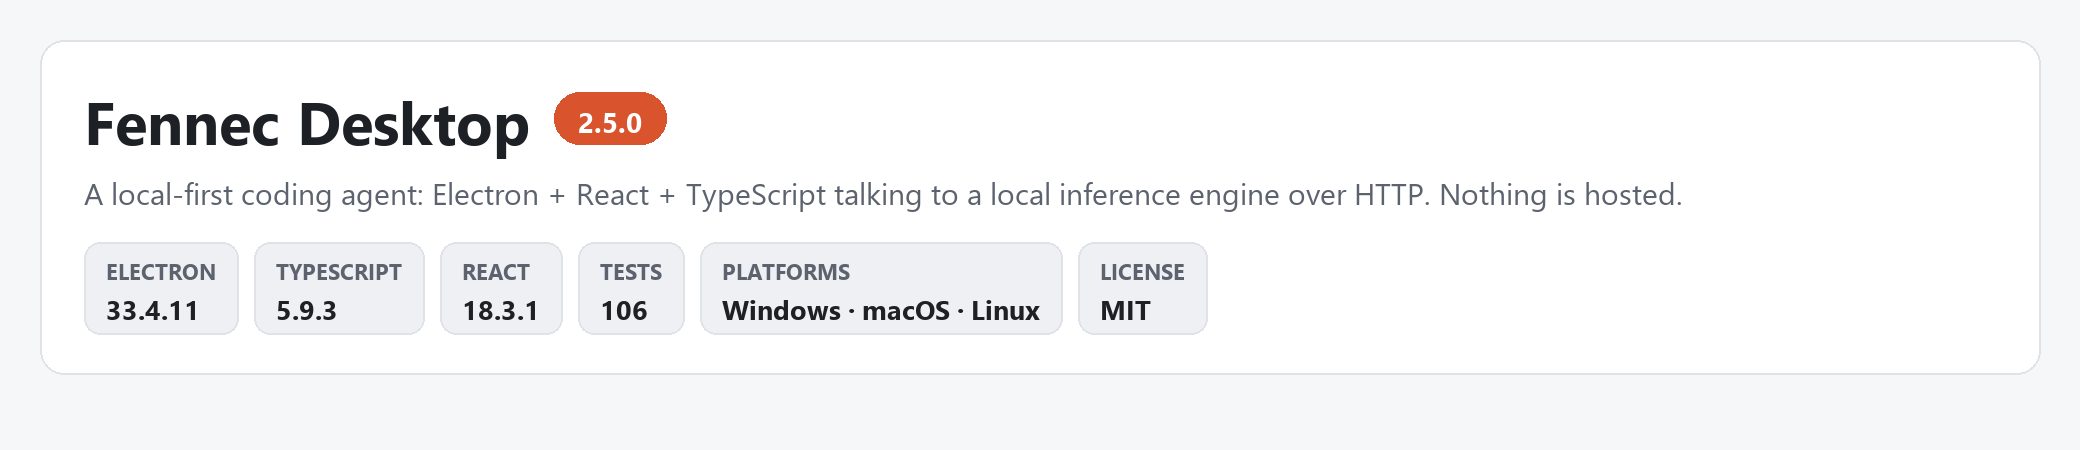 Fennec Desktop 2.5.0
A local-first coding agent: Electron + React + TypeScript talking to a local inference engine over HTTP. Nothing is hosted.
ELECTRON
33.4.11
TYPESCRIPT
5.9.3
REACT
18.3.1
TESTS
106
PLATFORMS
Windows · macOS · Linux
LICENSE
MIT